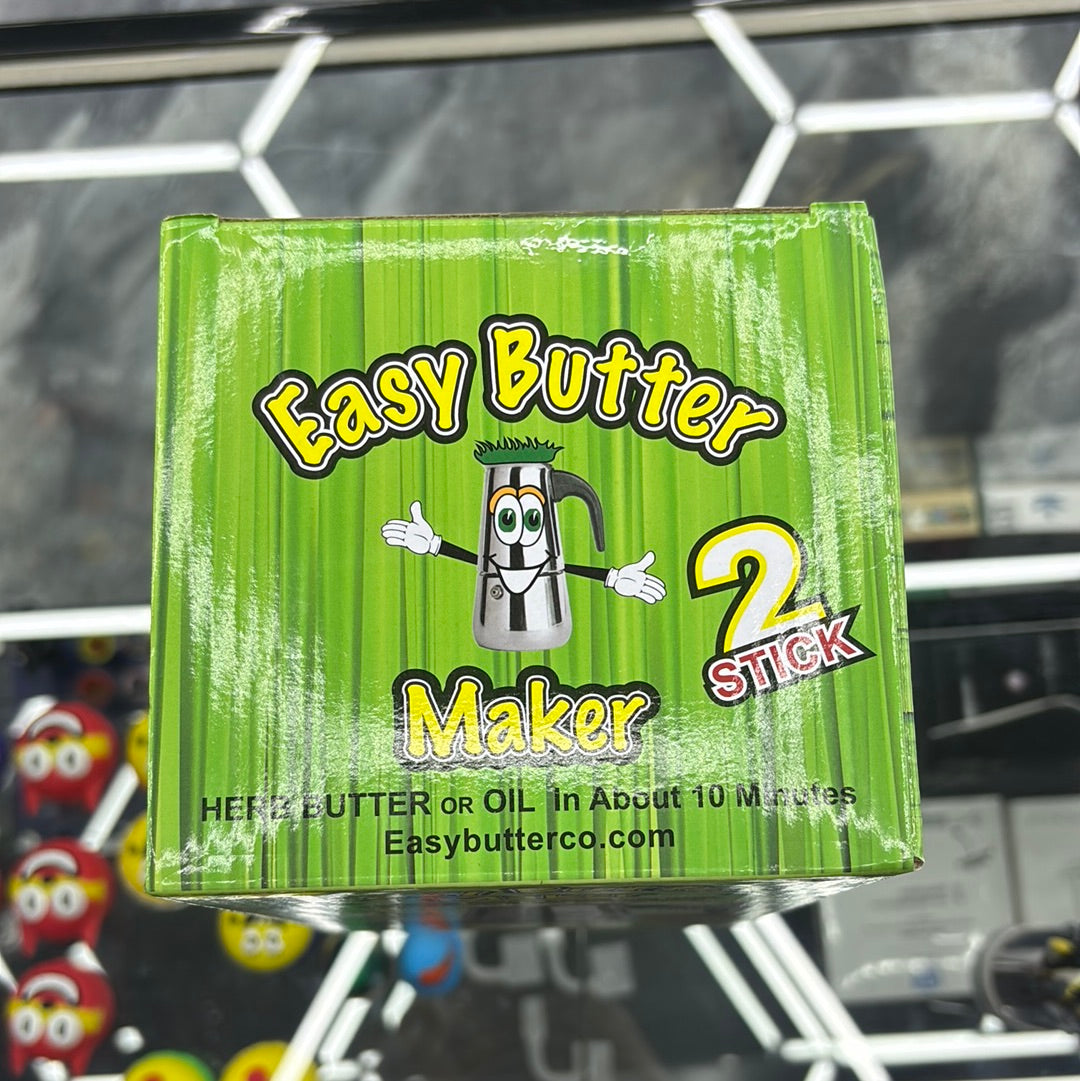 Easy Butter
2
STICK
Maker
HERB BUTTER OR OIL in About 10 Minutes
Easybutterco.com